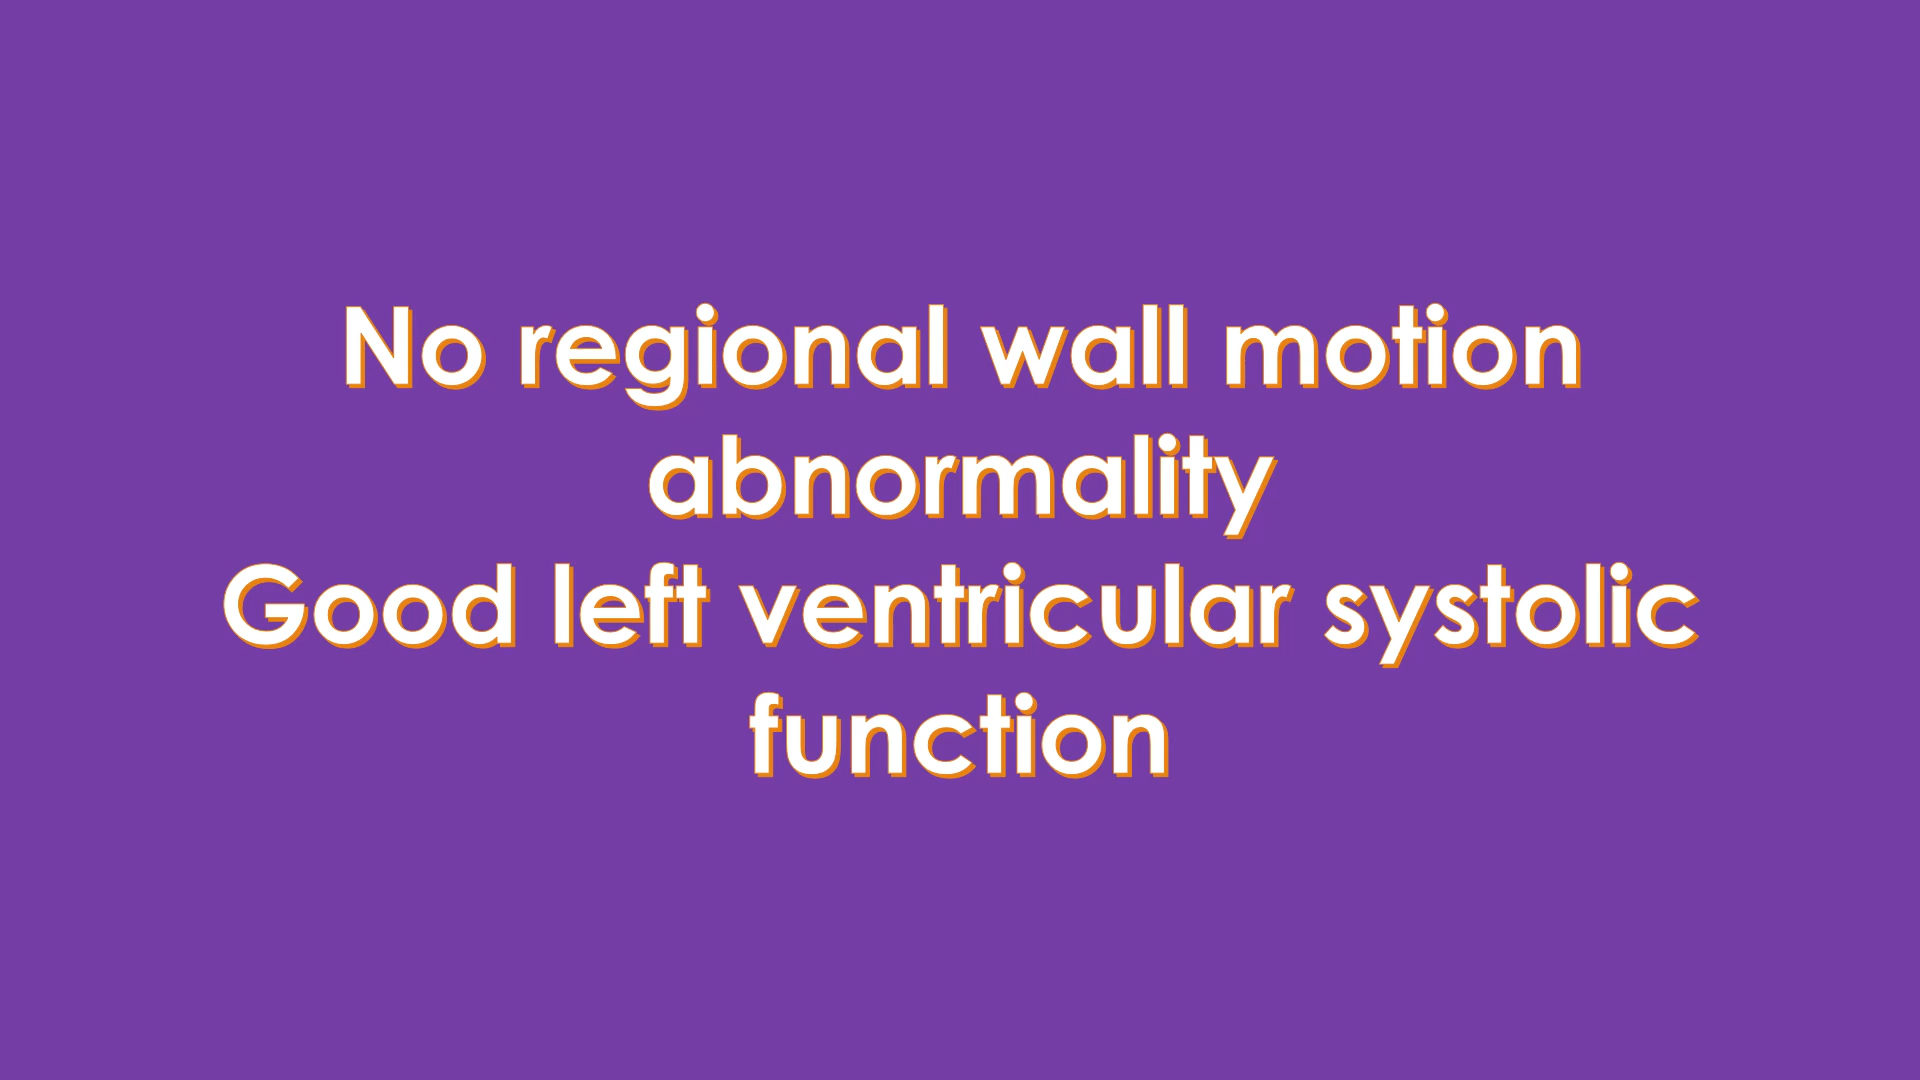 No regional wall motion
abnormality
Good left ventricular systolic
function